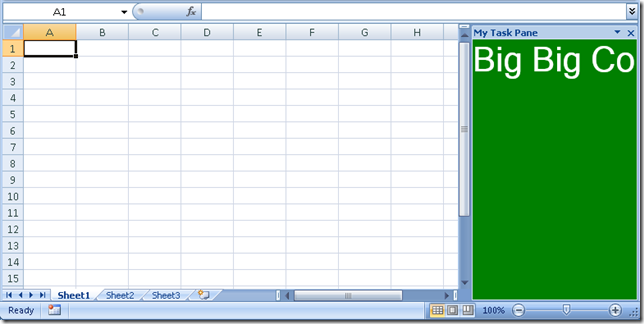 A1
fx
My Task Pane
A B C D E F G H
Big Big Co
1
2
3
4
5
6
7
8
9
10
11
12
13
14
15
Sheet1 Sheet2 Sheet3
Ready
100%